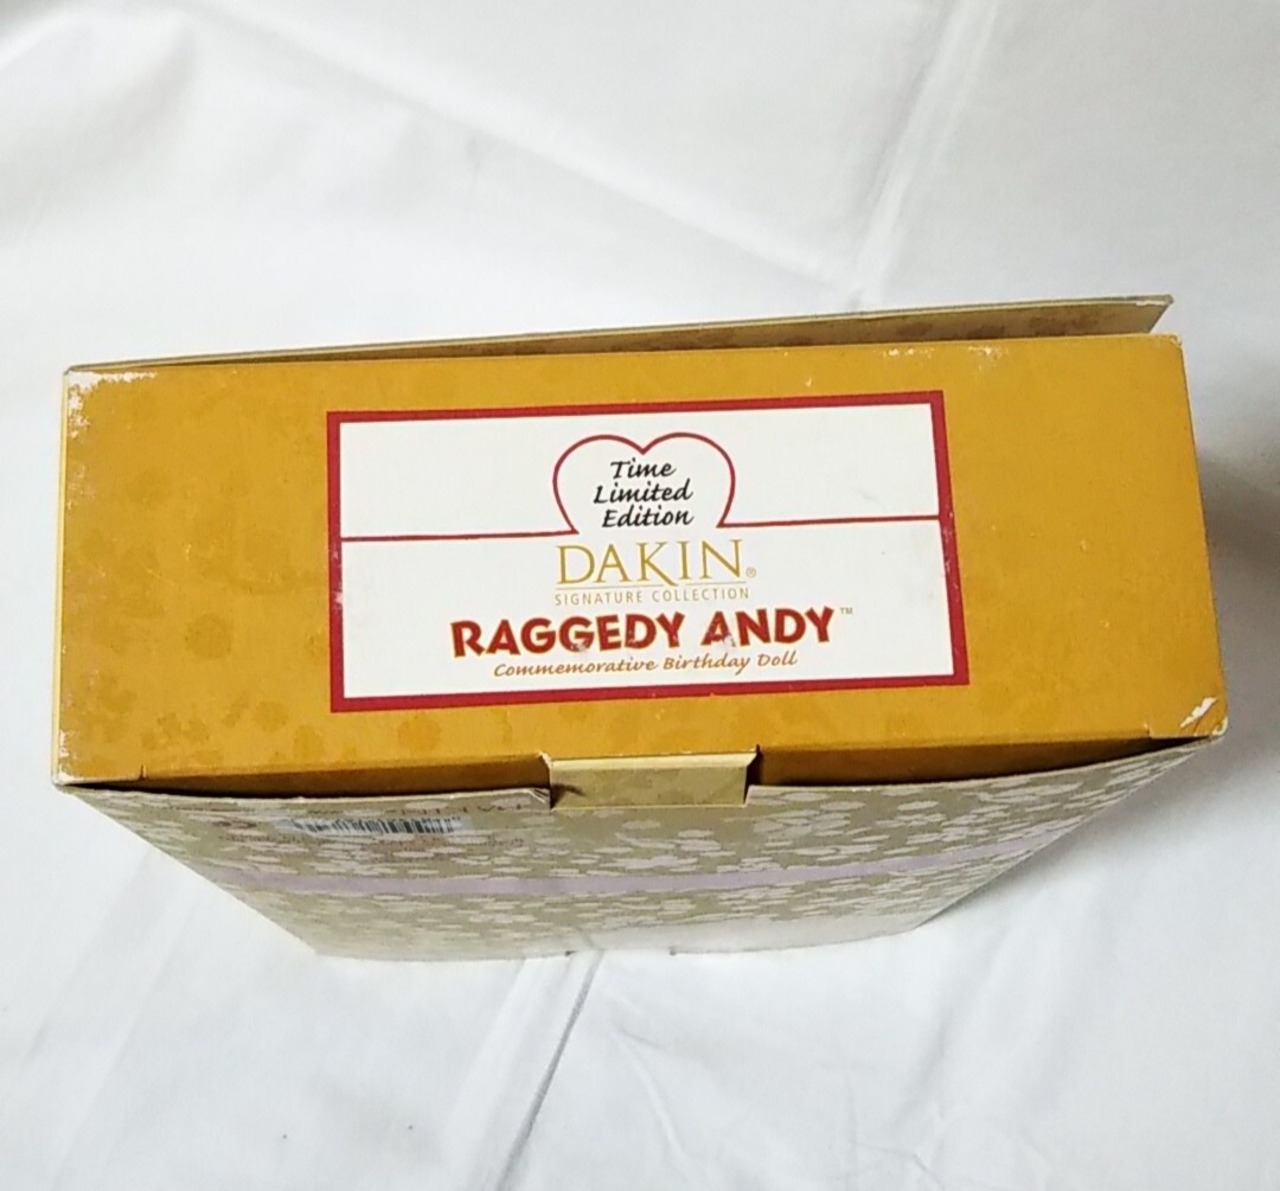 Time
Limited
Edition
DAKIN®
SIGNATURE COLLECTION
RAGGEDY ANDY™
Commemorative Birthday Doll